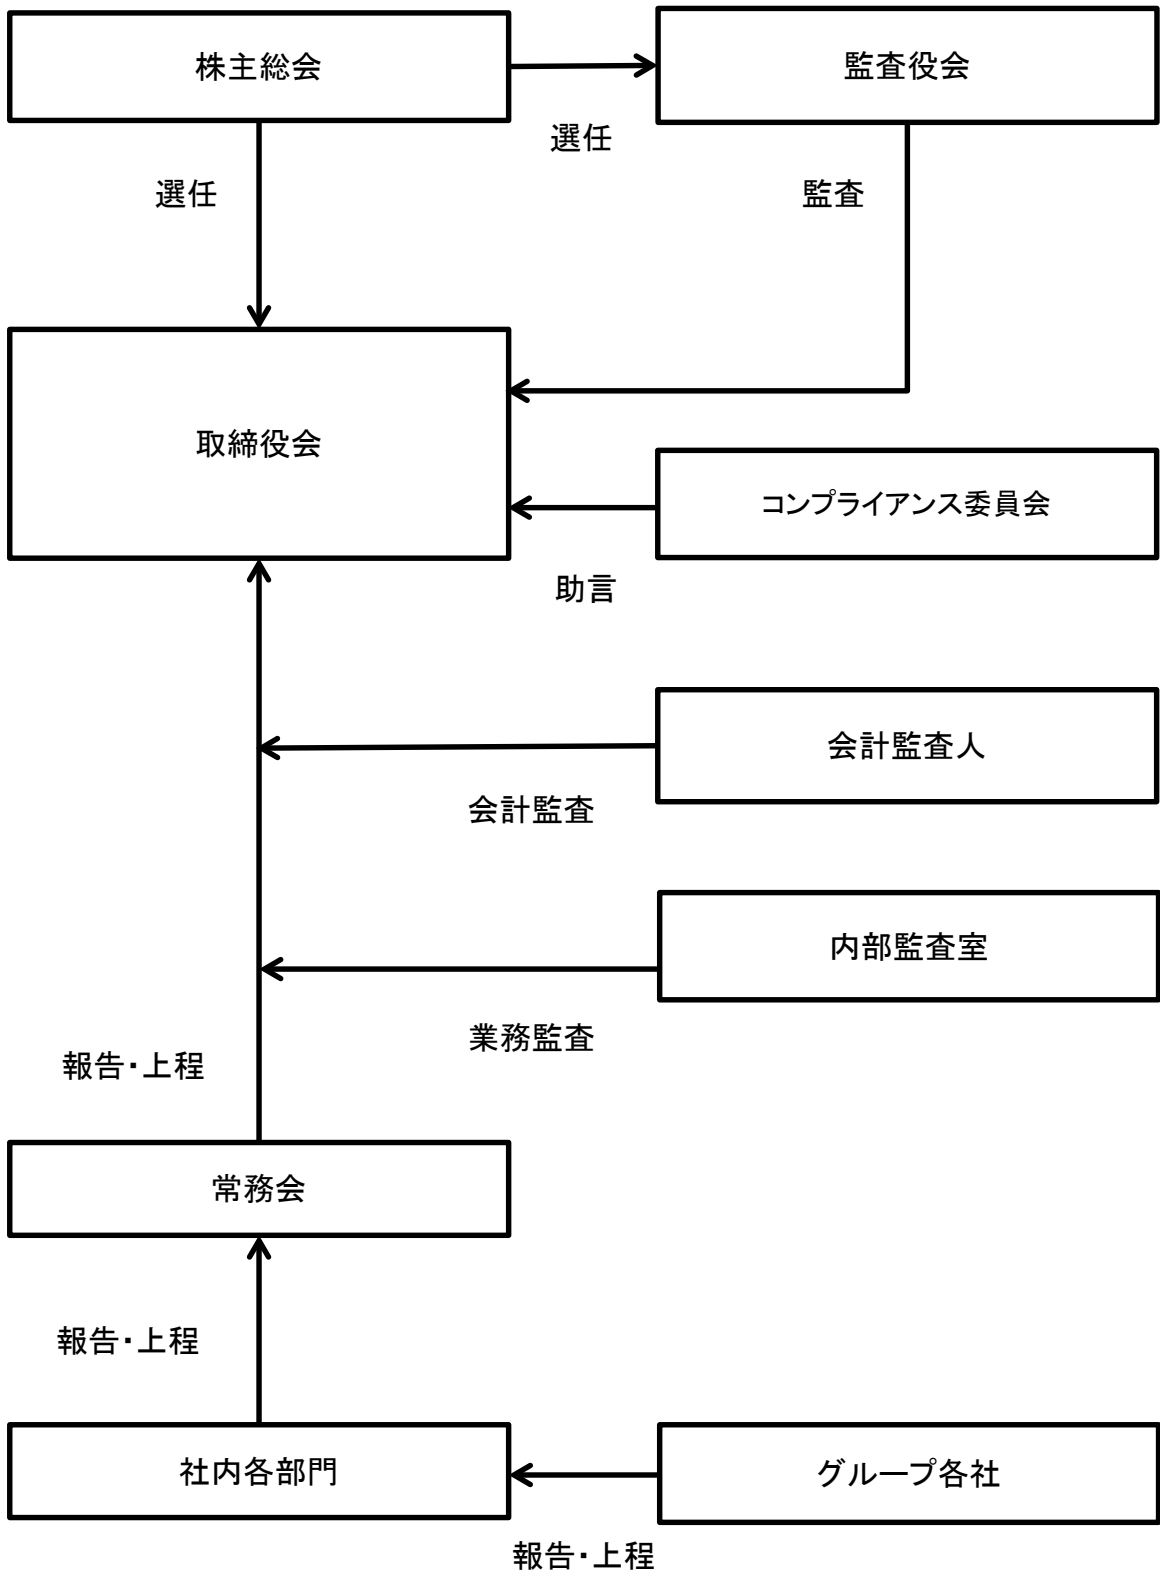 株主総会
監査役会
選任
選任
監査
取締役会
コンプライアンス委員会
助言
会計監査人
会計監査
内部監査室
業務監査
報告・上程
常務会
報告・上程
社内各部門
グループ各社
報告・上程